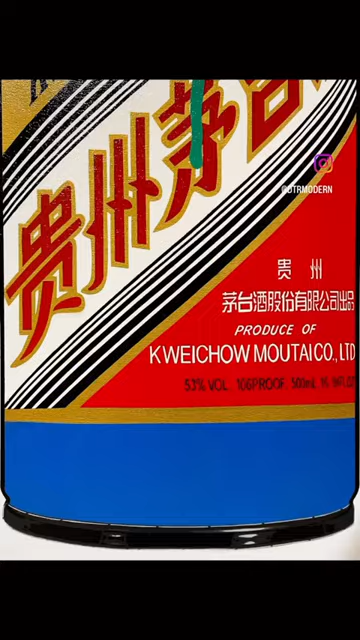 贵州茅台
@DTRMODERN
贵 州
茅台酒股份有限公司出品
PRODUCE OF
KWEICHOW MOUTAI CO., LTD
53% VOL. 106PROOF 500mL